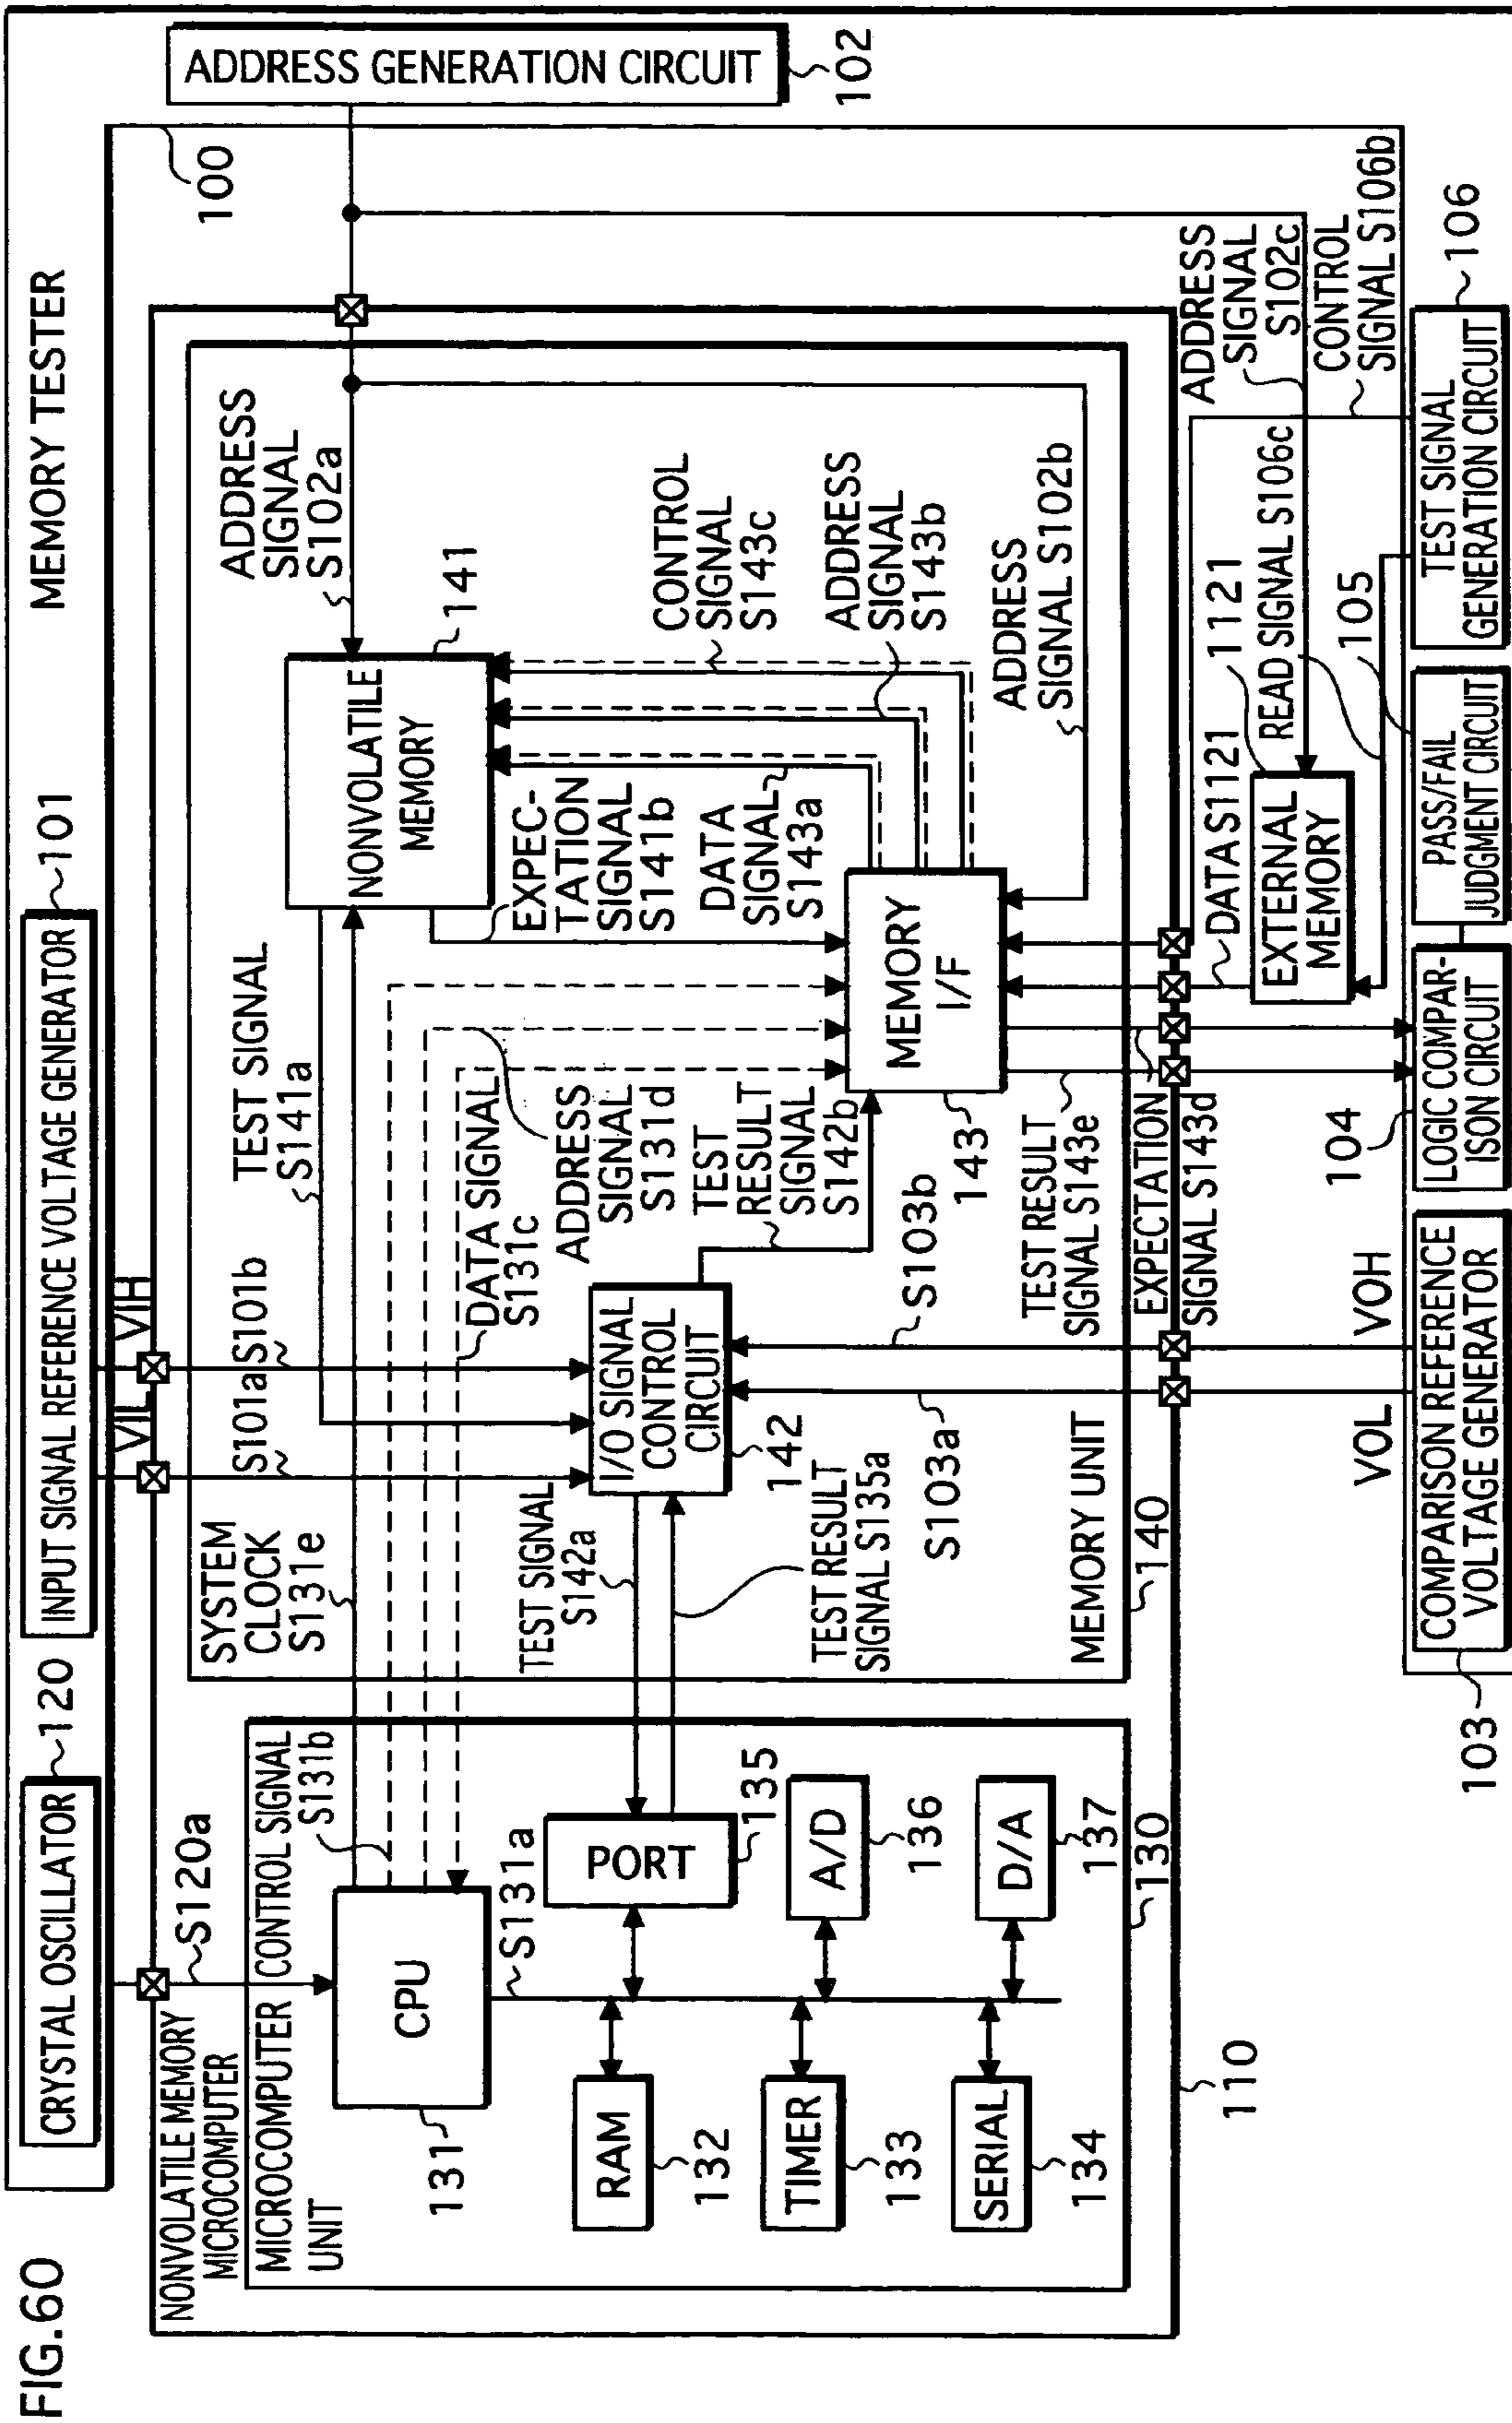 FIG.60
MEMORY TESTER
CRYSTAL OSCILLATOR
120
INPUT SIGNAL REFERENCE VOLTAGE GENERATOR
101
ADDRESS GENERATION CIRCUIT
102
100
S120a
VIL
VIH
S101a
S101b
NONVOLATILE MEMORY
MICROCOMPUTER
MICROCOMPUTER
UNIT
CONTROL SIGNAL
S131b
SYSTEM
CLOCK
S131e
TEST SIGNAL
S141a
ADDRESS
SIGNAL
S102a
CPU
131
S131a
NONVOLATILE
MEMORY
141
DATA SIGNAL
S131c
ADDRESS
SIGNAL
S131d
EXPEC-
TATION
SIGNAL
S141b
DATA
SIGNAL
S143a
CONTROL
SIGNAL
S143c
ADDRESS
SIGNAL
S143b
ADDRESS
SIGNAL S102b
TEST SIGNAL
S142a
I/O SIGNAL
CONTROL
CIRCUIT
142
TEST
RESULT
SIGNAL
S142b
MEMORY
I/F
143
PORT
135
RAM
132
A/D
136
TIMER
133
D/A
137
SERIAL
134
130
110
TEST RESULT
SIGNAL S135a
S103a
S103b
TEST RESULT
SIGNAL S143e
EXPECTATION
SIGNAL S143d
MEMORY UNIT
140
DATA S1121
1121
READ SIGNAL S106c
ADDRESS
SIGNAL
S102c
CONTROL
SIGNAL S106b
EXTERNAL
MEMORY
105
VOL
VOH
104
106
103
COMPARISON REFERENCE
VOLTAGE GENERATOR
LOGIC COMPAR-
ISON CIRCUIT
PASS/FAIL
JUDGMENT CIRCUIT
TEST SIGNAL
GENERATION CIRCUIT